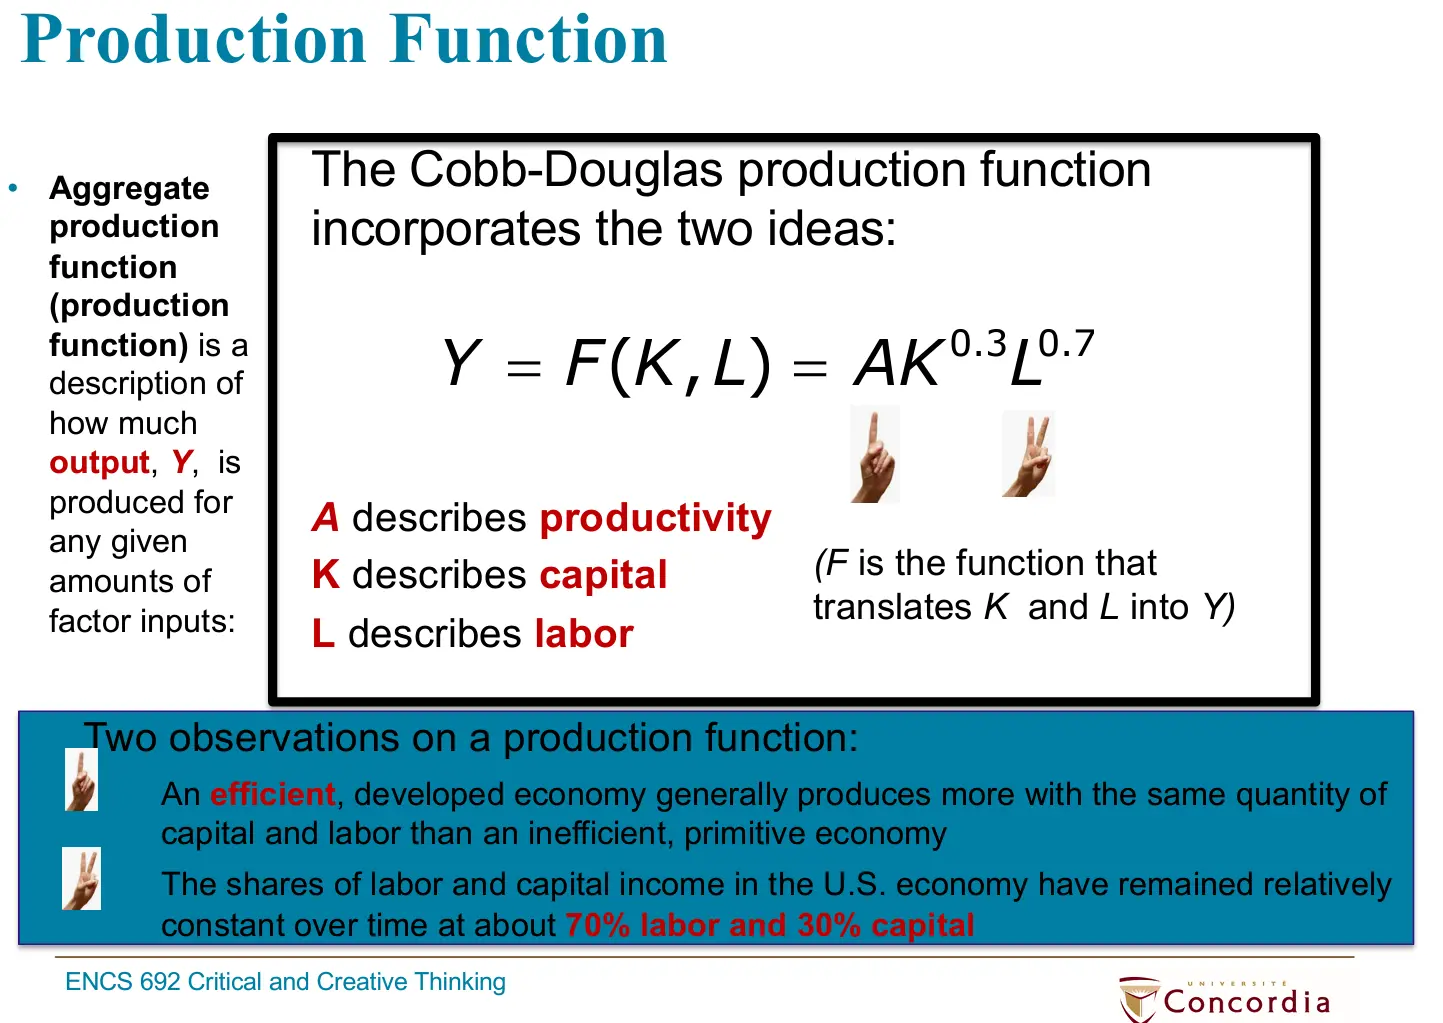 Production Function
• Aggregate
production
function
(production
function) is a
description of
how much
output, Y, is
produced for
any given
amounts of
factor inputs:
The Cobb-Douglas production function
incorporates the two ideas:
Y = F(K,L) = AK^0.3 L^0.7
A describes productivity
K describes capital
L describes labor
(F is the function that
translates K and L into Y)
Two observations on a production function:
An efficient, developed economy generally produces more with the same quantity of
capital and labor than an inefficient, primitive economy
The shares of labor and capital income in the U.S. economy have remained relatively
constant over time at about 70% labor and 30% capital
ENCS 692 Critical and Creative Thinking
UNIVERSITÉ
Concordia